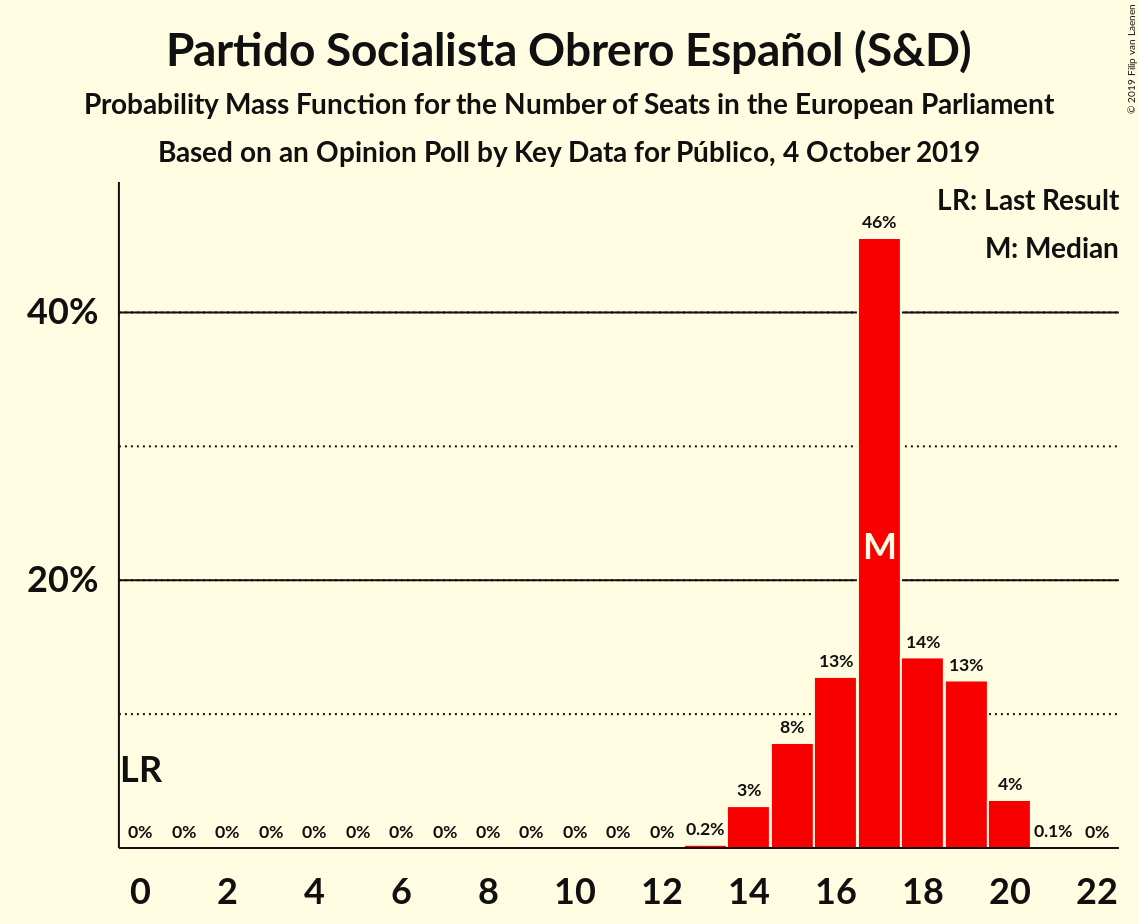 Partido Socialista Obrero Español (S&D)
Probability Mass Function for the Number of Seats in the European Parliament
Based on an Opinion Poll by Key Data for Público, 4 October 2019
© 2019 Filip van Laenen
LR: Last Result
M: Median
46%
40%
M
20%
14%
13%
13%
8%
LR
3%
4%
0% 0% 0% 0% 0% 0% 0% 0% 0% 0% 0% 0% 0% 0.2% 0.1% 0%
0 2 4 6 8 10 12 14 16 18 20 22